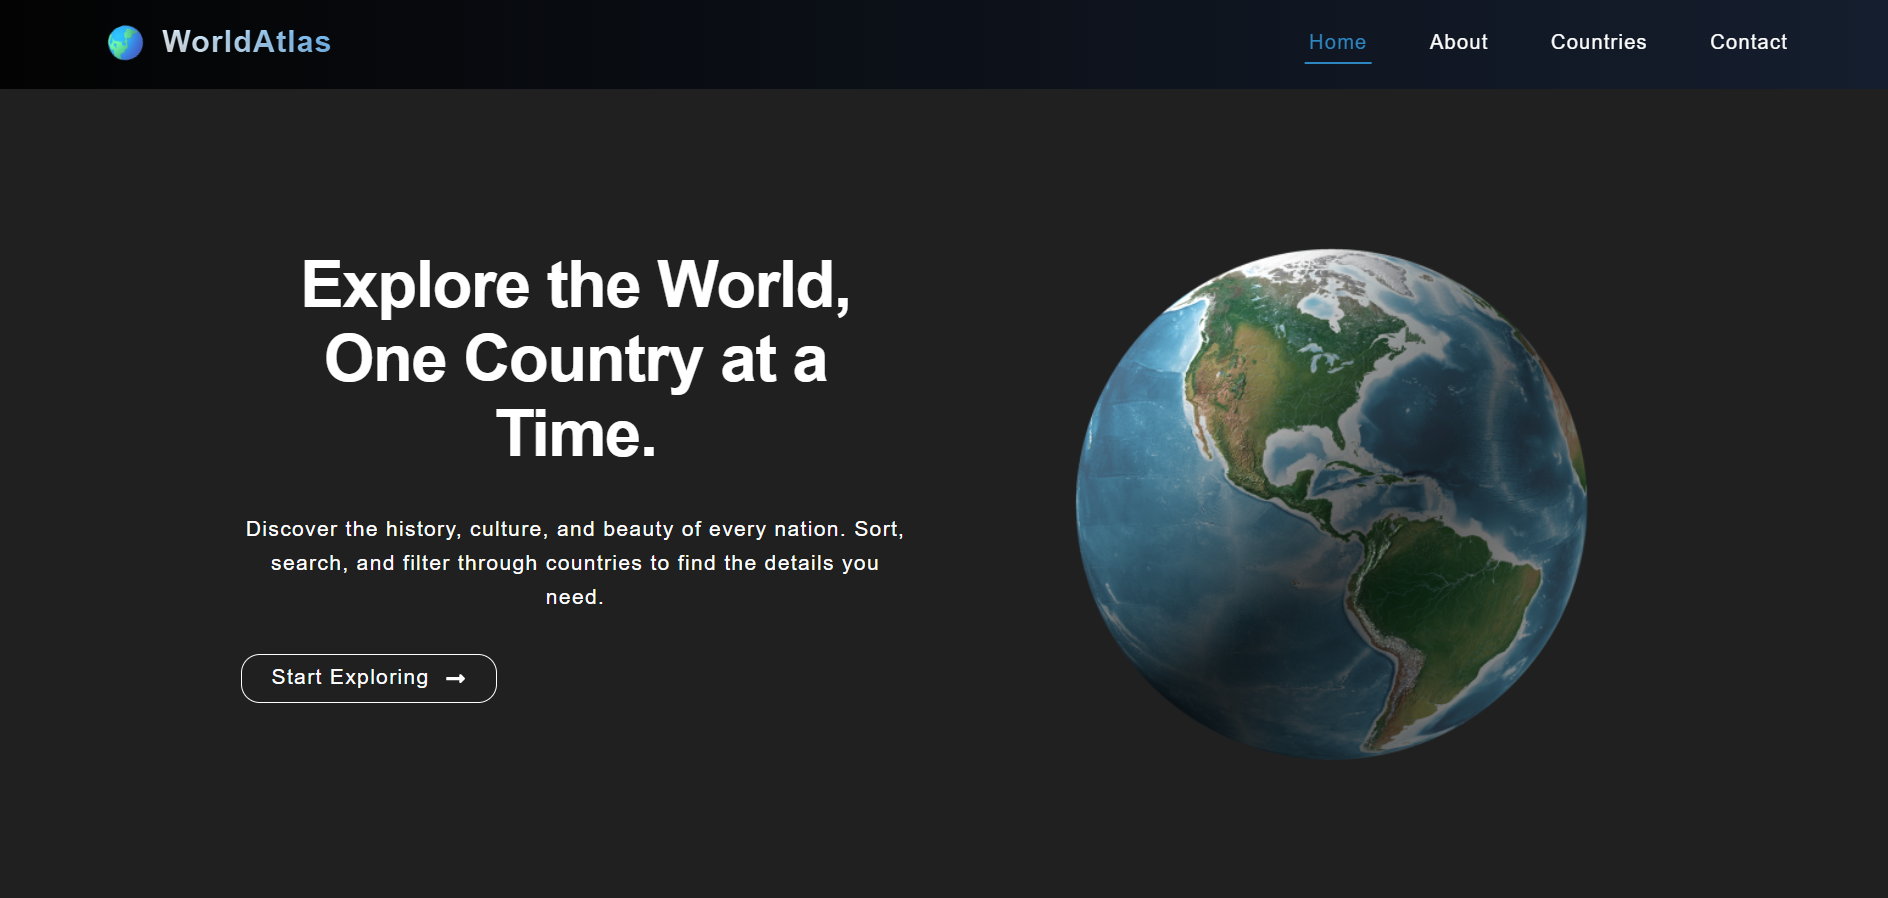 WorldAtlas
Home
About
Countries
Contact
Explore the World,
One Country at a
Time.
Discover the history, culture, and beauty of every nation. Sort,
search, and filter through countries to find the details you
need.
Start Exploring